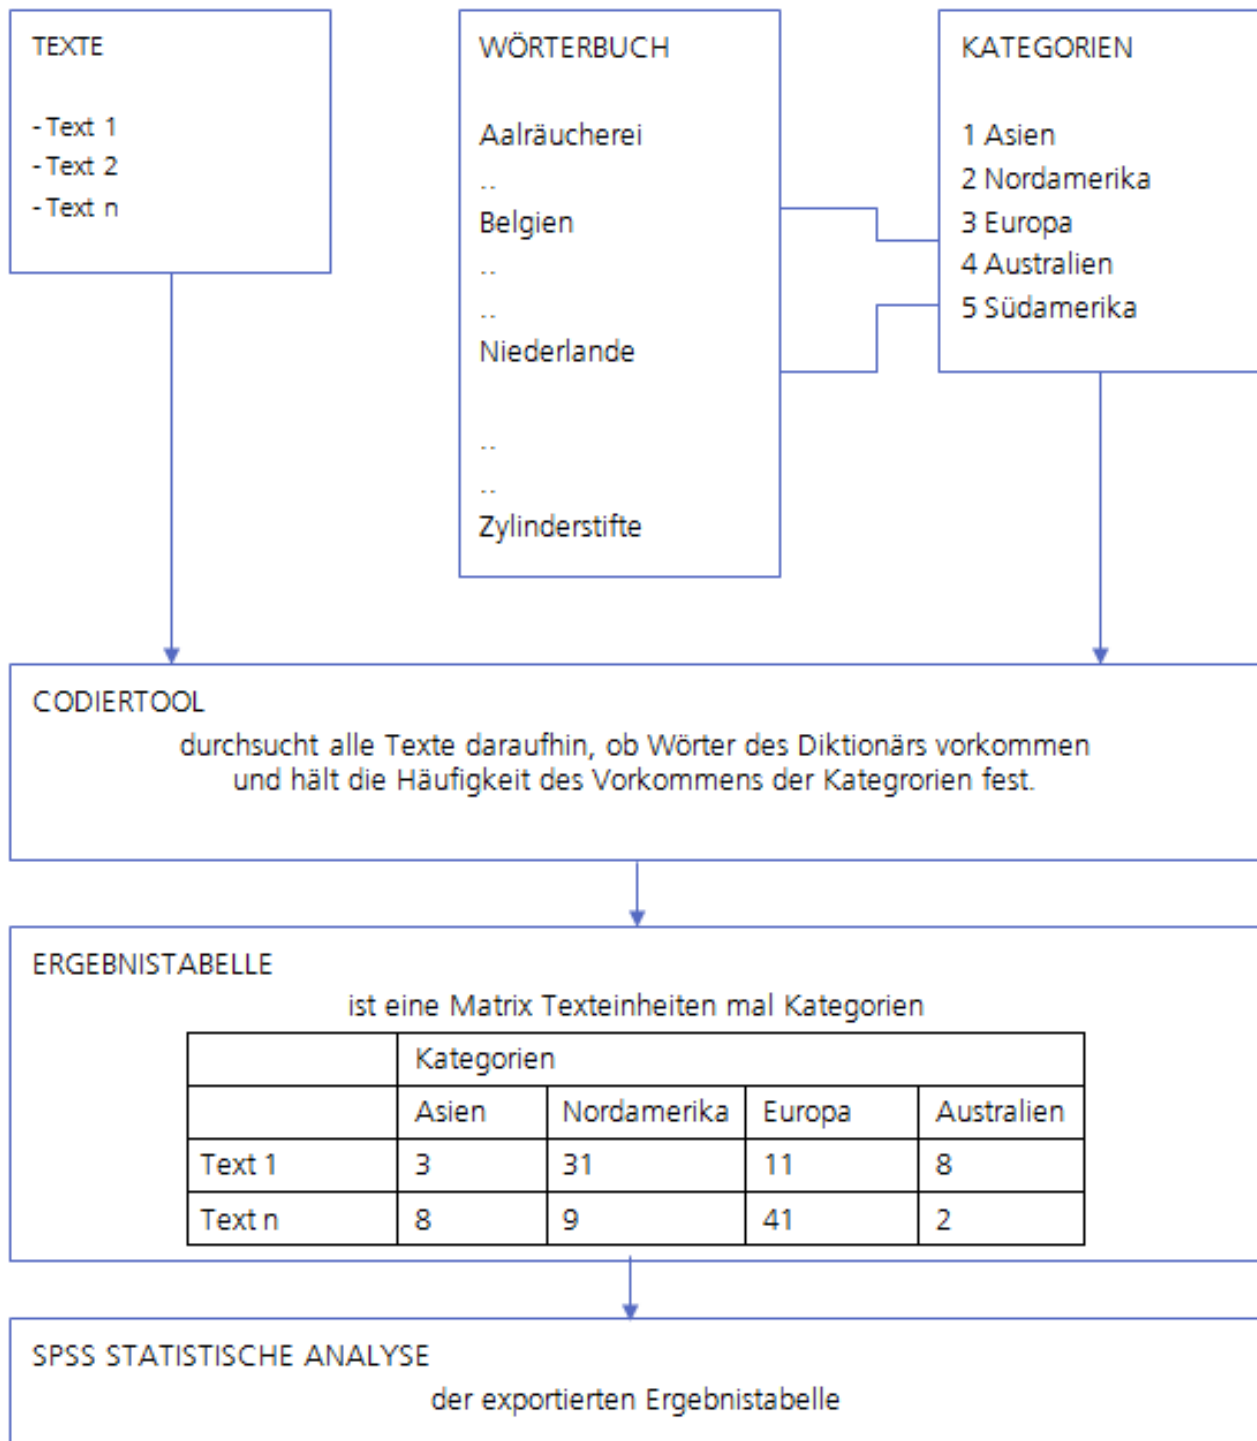 TEXTE
- Text 1
- Text 2
- Text n
WÖRTERBUCH
Aalräucherei
..
Belgien
..
..
Niederlande
..
..
Zylinderstifte
KATEGORIEN
1 Asien
2 Nordamerika
3 Europa
4 Australien
5 Südamerika
CODIERTOOL
durchsucht alle Texte daraufhin, ob Wörter des Diktionärs vorkommen
und hält die Häufigkeit des Vorkommens der Kategrorien fest.
ERGEBNISTABELLE
ist eine Matrix Texteinheiten mal Kategorien
Kategorien
Asien Nordamerika Europa Australien
Text 1 3 31 11 8
Text n 8 9 41 2
SPSS STATISTISCHE ANALYSE
der exportierten Ergebnistabelle